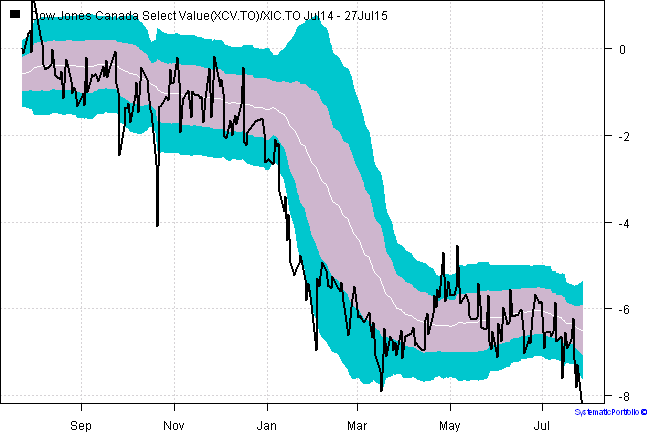 Dow Jones Canada Select Value(XCV.TO)/XIC.TO Jul14 - 27Jul15
0
-2
-4
-6
-8
Sep Nov Jan Mar May Jul
SystematicPortfolio ©